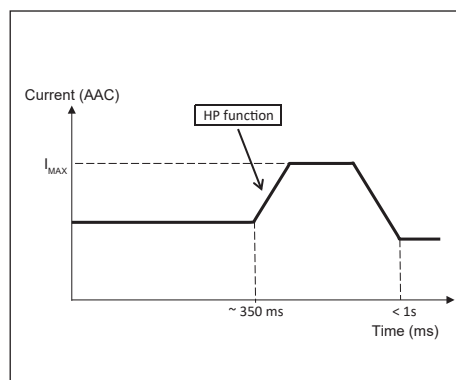 Current (AAC)
HP function
IMAX
~ 350 ms
< 1s
Time (ms)